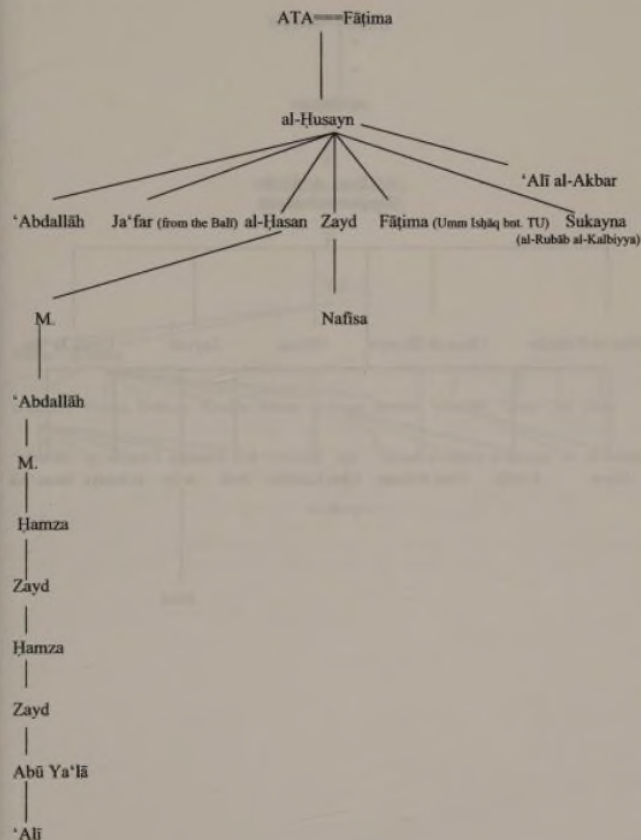 ATA Fāṭima
al-Ḥusayn
ʿAlī al-Akbar
ʿAbdallāh Jaʿfar (from the Balī) al-Ḥasan Zayd Fāṭima (Umm Isḥāq bnt. TU) Sukayna
(al-Rubāb al-Kalbiyya)
M. Nafīsa
ʿAbdallāh
M.
Ḥamza
Zayd
Ḥamza
Zayd
Abū Yaʿlā
ʿAlī